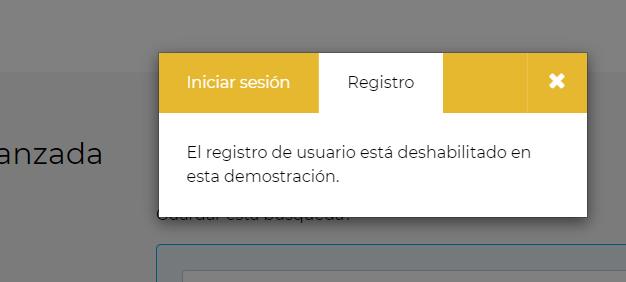 Iniciar sesión
Registro
El registro de usuario está deshabilitado en
esta demostración.
anzada
Guardar esta búsqueda?